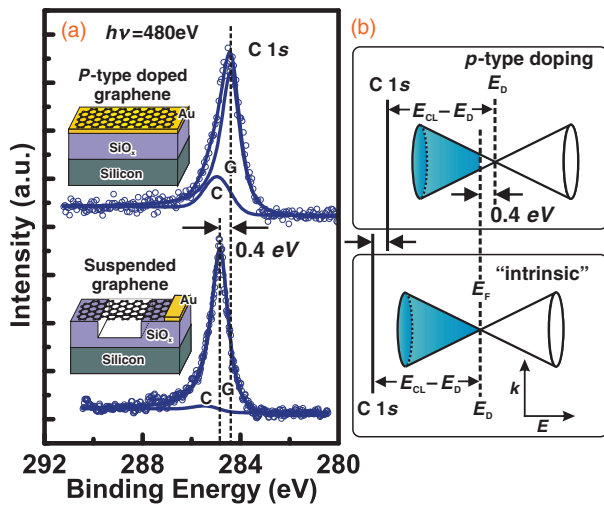 (a)
hν=480eV
C 1s
P-type doped
graphene
Au
SiOx
Silicon
G
C
0.4 eV
Suspended
graphene
Au
SiOx
Silicon
G
C
Intensity (a.u.)
292 288 284 280
Binding Energy (eV)
(b)
p-type doping
C 1s
ED
ECL–ED
0.4 eV
"intrinsic"
EF
ECL–ED
C 1s
ED
k
E